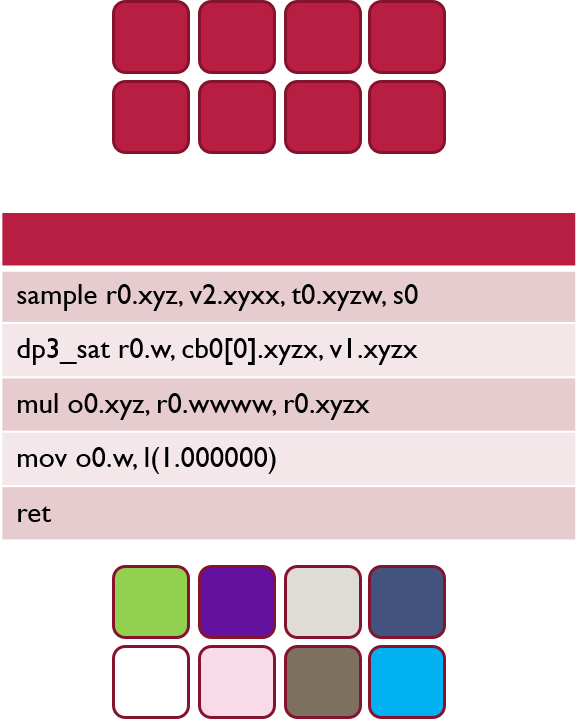 sample r0.xyz, v2.xyxx, t0.xyzw, s0
dp3_sat r0.w, cb0[0].xyzx, v1.xyzx
mul o0.xyz, r0.wwww, r0.xyzx
mov o0.w, l(1.000000)
ret